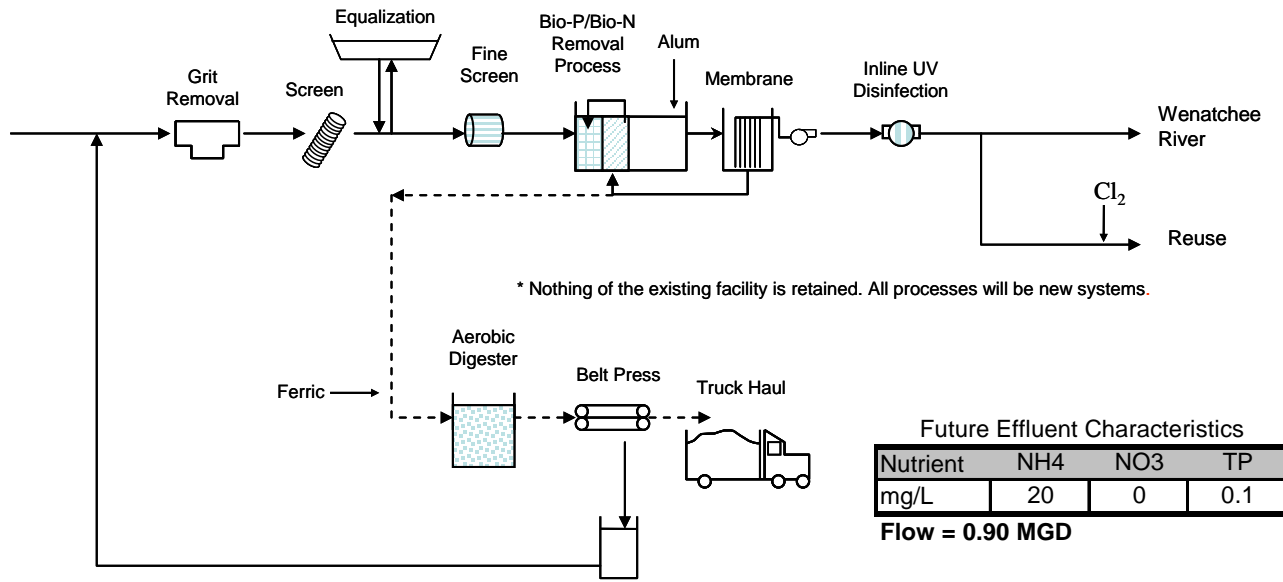 Equalization
Bio-P/Bio-N
Removal
Process
Alum
Fine
Screen
Grit
Removal
Screen
Membrane
Inline UV
Disinfection
Wenatchee
River
Cl₂
Reuse
* Nothing of the existing facility is retained. All processes will be new systems.
Aerobic
Digester
Ferric
Belt Press
Truck Haul
Future Effluent Characteristics
Nutrient NH4 NO3 TP
mg/L 20 0 0.1
Flow = 0.90 MGD